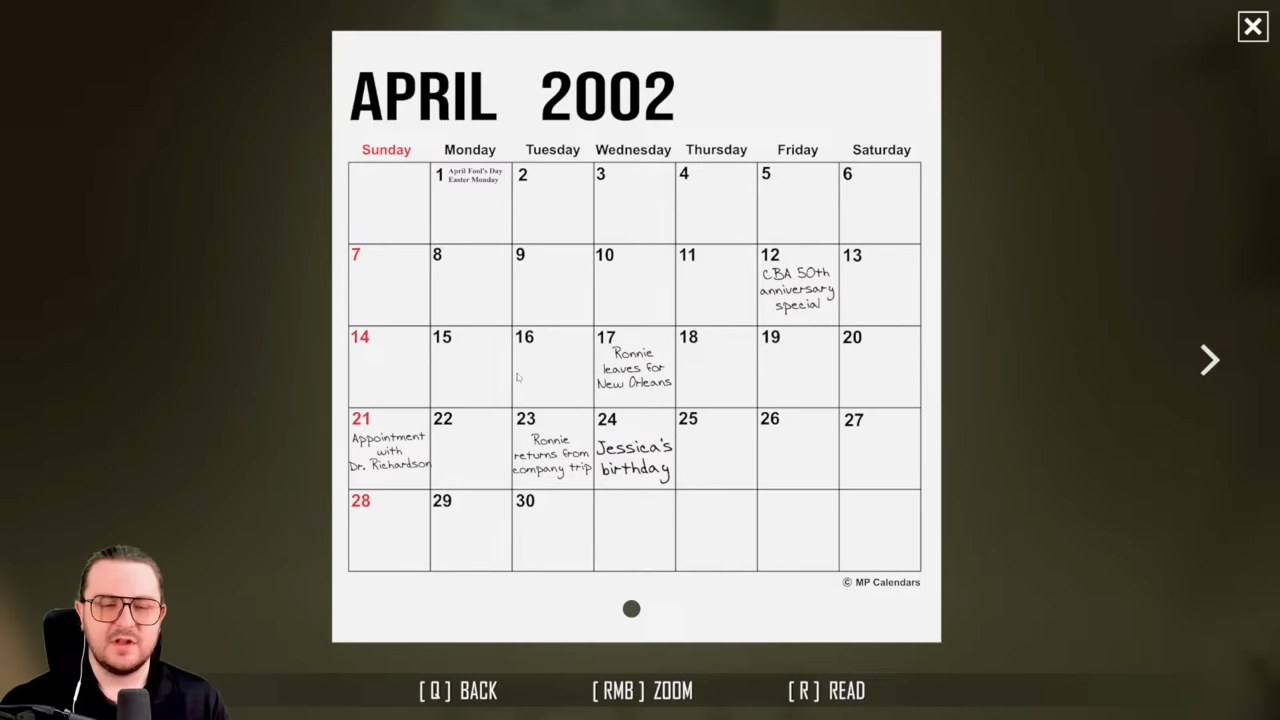 APRIL 2002
Sunday Monday Tuesday Wednesday Thursday Friday Saturday
1 April Fool's Day
Easter Monday
2 3 4 5 6
7 8 9 10 11 12 13
CBA 50th
anniversary
special
14 15 16 17 18 19 20
Ronnie
leaves for
New Orleans
21 22 23 24 25 26 27
Appointment
with
Dr. Richardson
Ronnie
returns from
company trip
Jessica's
birthday
28 29 30
© MP Calendars
[ Q ] BACK [ RMB ] ZOOM [ R ] READ